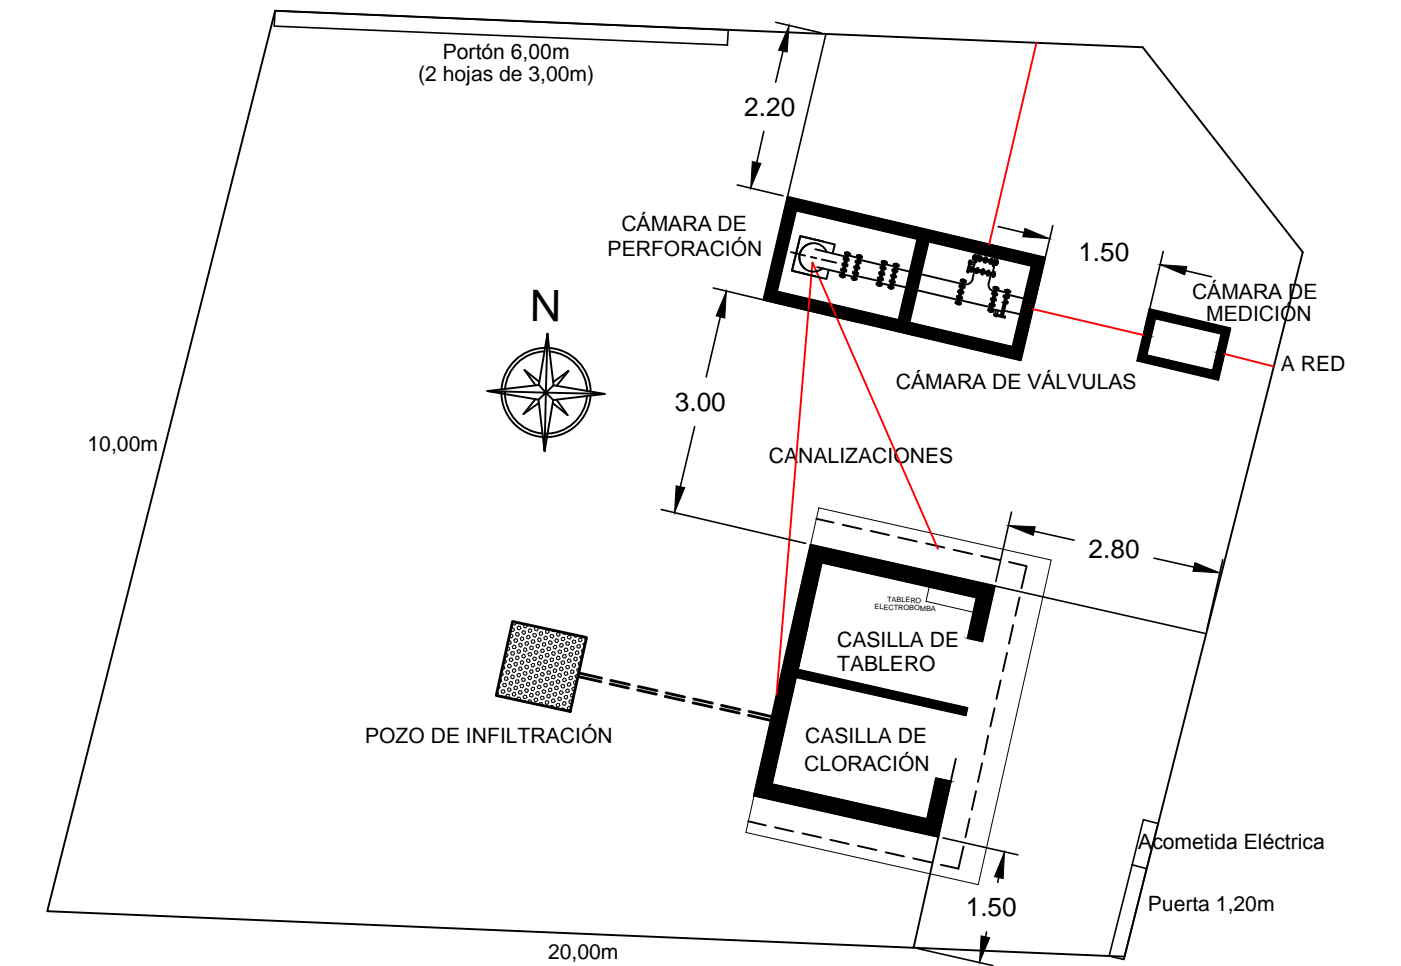 Portón 6,00m
(2 hojas de 3,00m)
2.20
CÁMARA DE
PERFORACIÓN
1.50
CÁMARA DE
MEDICIÓN
N
A RED
CÁMARA DE VÁLVULAS
3.00
10,00m
CANALIZACIONES
2.80
TABLERO
ELECTROBOMBA
CASILLA DE
TABLERO
POZO DE INFILTRACIÓN
CASILLA DE
CLORACIÓN
Acometida Eléctrica
1.50
Puerta 1,20m
20,00m